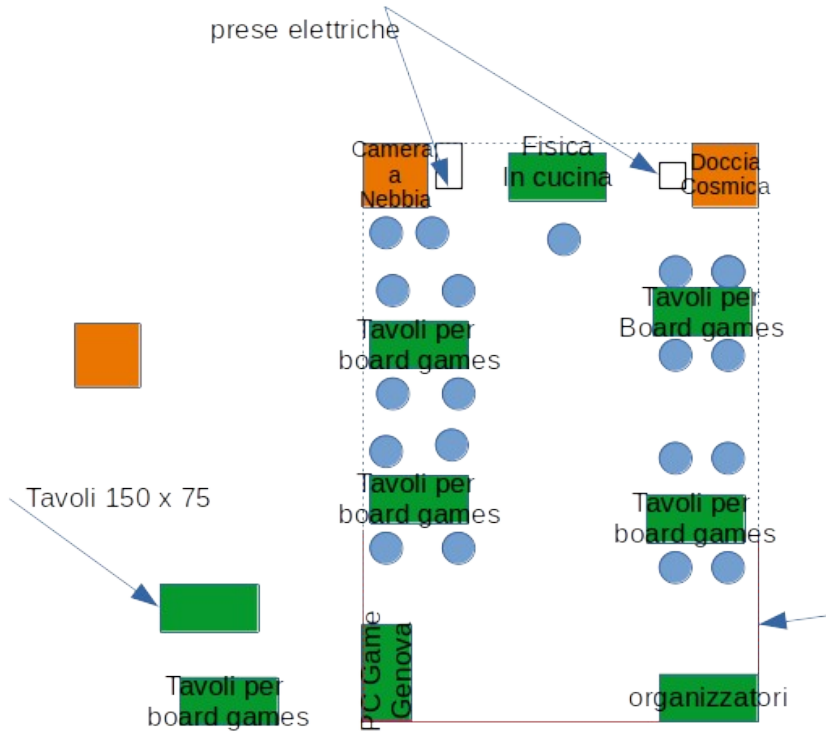 prese elettriche
Camera
a
Nebbia
Fisica
In cucina
Doccia
Cosmica
Tavoli per
Board games
Tavoli per
board games
Tavoli 150 x 75
Tavoli per
board games
Tavoli per
board games
PC Game
Genova
Tavoli per
board games
organizzatori